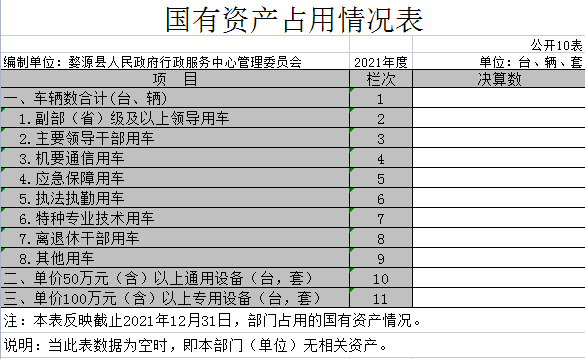 国有资产占用情况表
公开10表
编制单位：婺源县人民政府行政服务中心管理委员会 2021年度 单位：台、辆、套
项 目 栏次 决算数
一、车辆数合计(台、辆) 1
1.副部（省）级及以上领导用车 2
2.主要领导干部用车 3
3.机要通信用车 4
4.应急保障用车 5
5.执法执勤用车 6
6.特种专业技术用车 7
7.离退休干部用车 8
8.其他用车 9
二、单价50万元（含）以上通用设备（台，套） 10
三、单价100万元（含）以上专用设备（台，套） 11
注：本表反映截止2021年12月31日，部门占用的国有资产情况。
说明：当此表数据为空时，即本部门（单位）无相关资产。